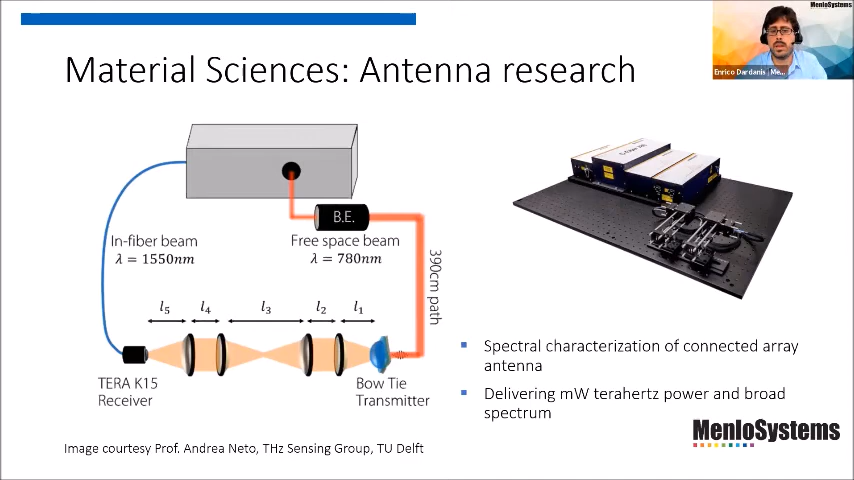 MenloSystems
Enrico Dardanis | Me...
Material Sciences: Antenna research
B.E.
In-fiber beam
λ = 1550nm
Free space beam
λ = 780nm
390cm path
l5 l4 l3 l2 l1
TERA K15
Receiver
Bow Tie
Transmitter
▪ Spectral characterization of connected array
antenna
▪ Delivering mW terahertz power and broad
spectrum
MenloSystems
Image courtesy Prof. Andrea Neto, THz Sensing Group, TU Delft